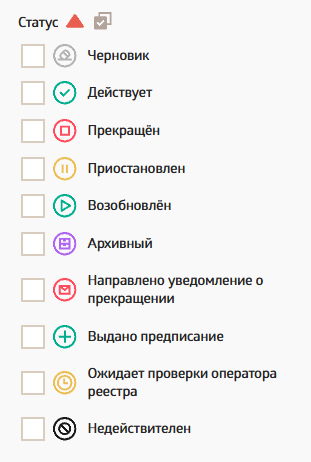 Статус
Черновик
Действует
Прекращён
Приостановлен
Возобновлён
Архивный
Направлено уведомление о
прекращении
Выдано предписание
Ожидает проверки оператора
реестра
Недействителен